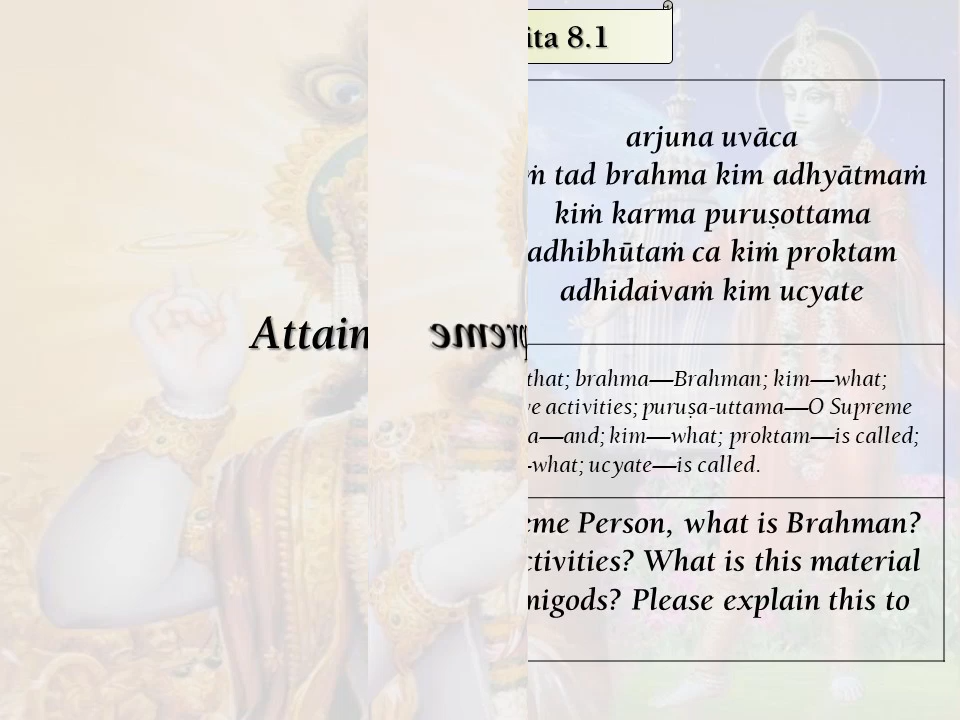 ita 8.1
arjuna uvāca
ṁ tad brahma kim adhyātmaṁ
kiṁ karma puruṣottama
adhibhūtaṁ ca kiṁ proktam
adhidaivaṁ kim ucyate
Attain
preme
that; brahma—Brahman; kim—what;
ve activities; puruṣa-uttama—O Supreme
a—and; kim—what; proktam—is called;
-what; ucyate—is called.
eme Person, what is Brahman?
ctivities? What is this material
migods? Please explain this to